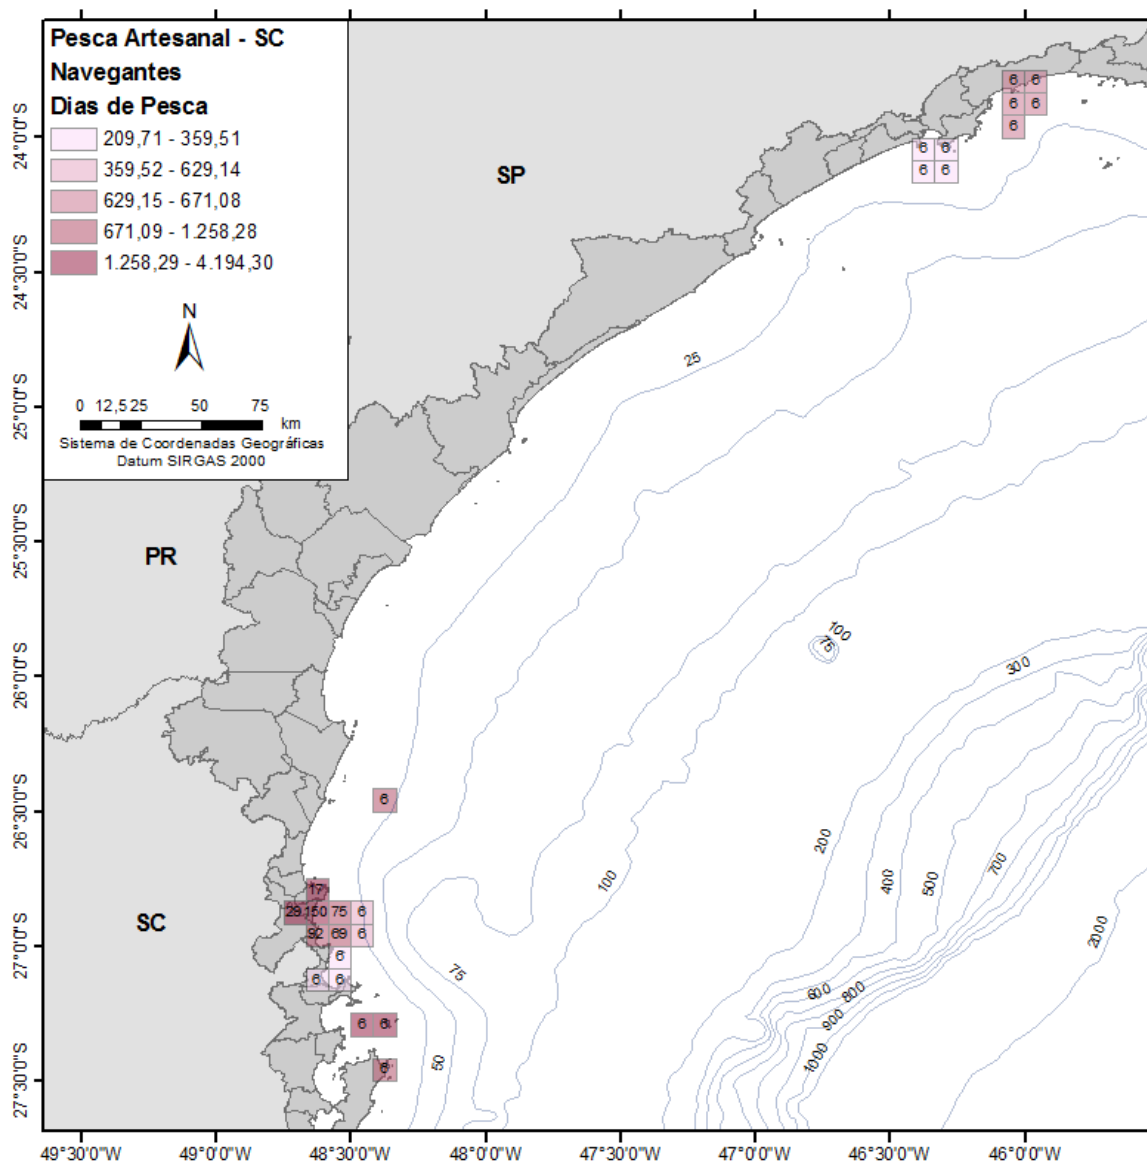 Pesca Artesanal - SC
Navegantes
Dias de Pesca
209,71 - 359,51
359,52 - 629,14
629,15 - 671,08
671,09 - 1.258,28
1.258,29 - 4.194,30
N
0 12,5 25 50 75
km
Sistema de Coordenadas Geográficas
Datum SIRGAS 2000
SP
PR
SC
24°0'0"S
24°30'0"S
25°0'0"S
25°30'0"S
26°0'0"S
26°30'0"S
27°0'0"S
27°30'0"S
6 6
6 6
6
6 6
6 6
25
100
75
300
6
200
400
500
700
100
2000
17
29 150 75 6
92 69 6
6
6 6
75
600
800
900
1000
6 6
50
6
49°30'0"W 49°0'0"W 48°30'0"W 48°0'0"W 47°30'0"W 47°0'0"W 46°30'0"W 46°0'0"W